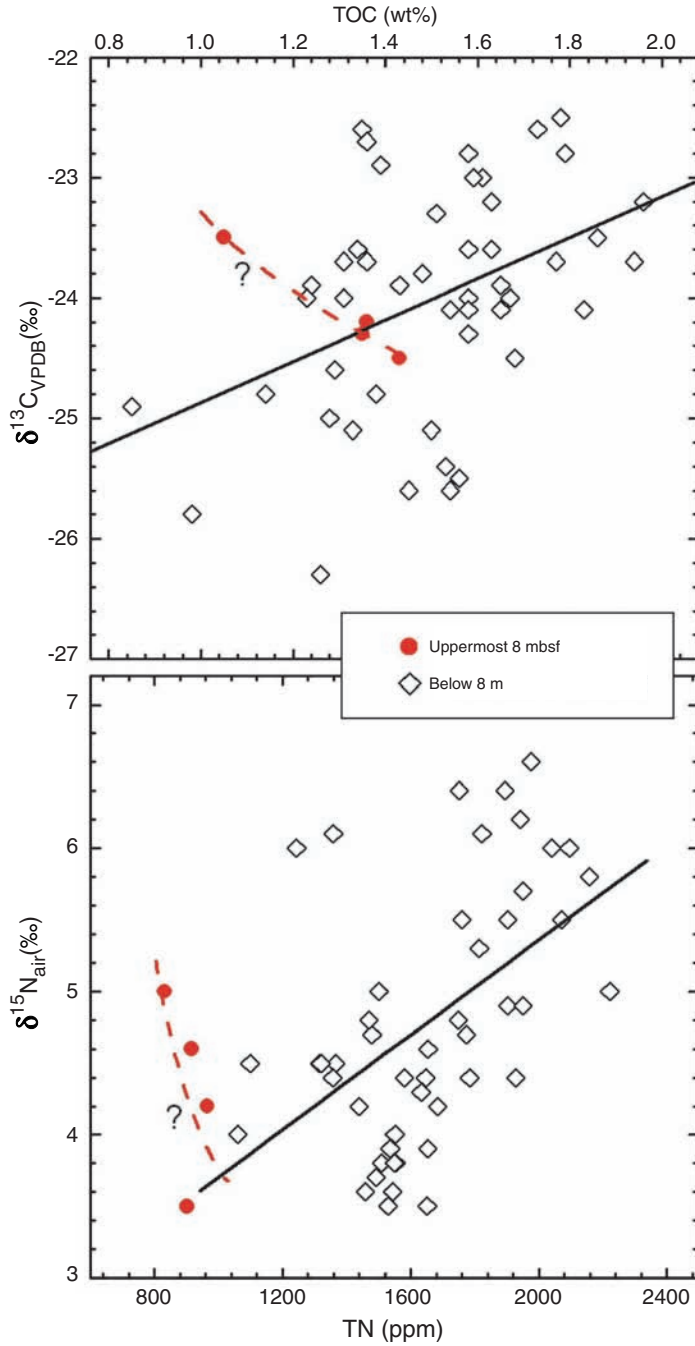 TOC (wt%)
0.8 1.0 1.2 1.4 1.6 1.8 2.0
-22
-23
-24
-25
-26
-27
δ¹³C_VPDB(‰)
?
Uppermost 8 mbsf
Below 8 m
7
6
5
4
3
δ¹⁵N_air(‰)
?
800 1200 1600 2000 2400
TN (ppm)